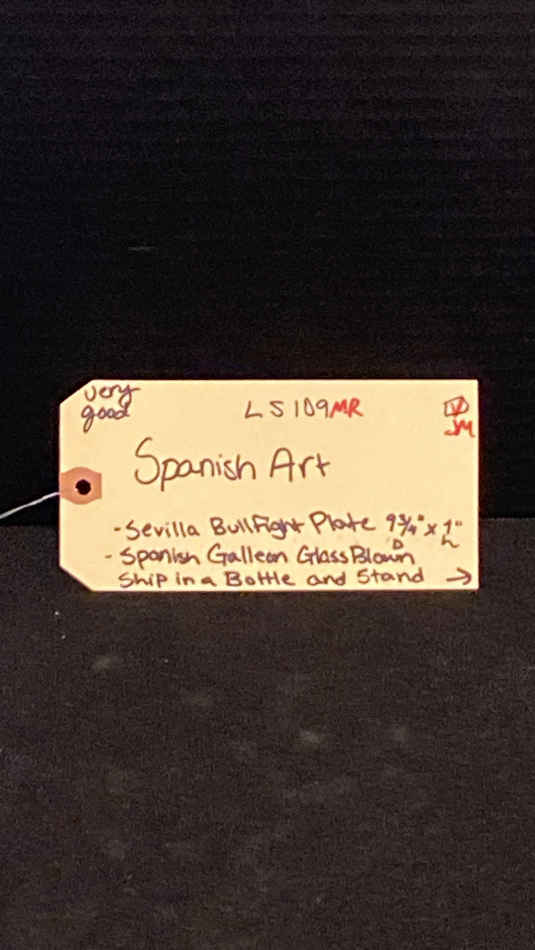 very
good
LS109MR
V
JM
Spanish Art
-Sevilla Bullfight Plate 9¾" x 1"
D h
-Spanish Galleon Glass Blown
Ship in a Bottle and Stand →